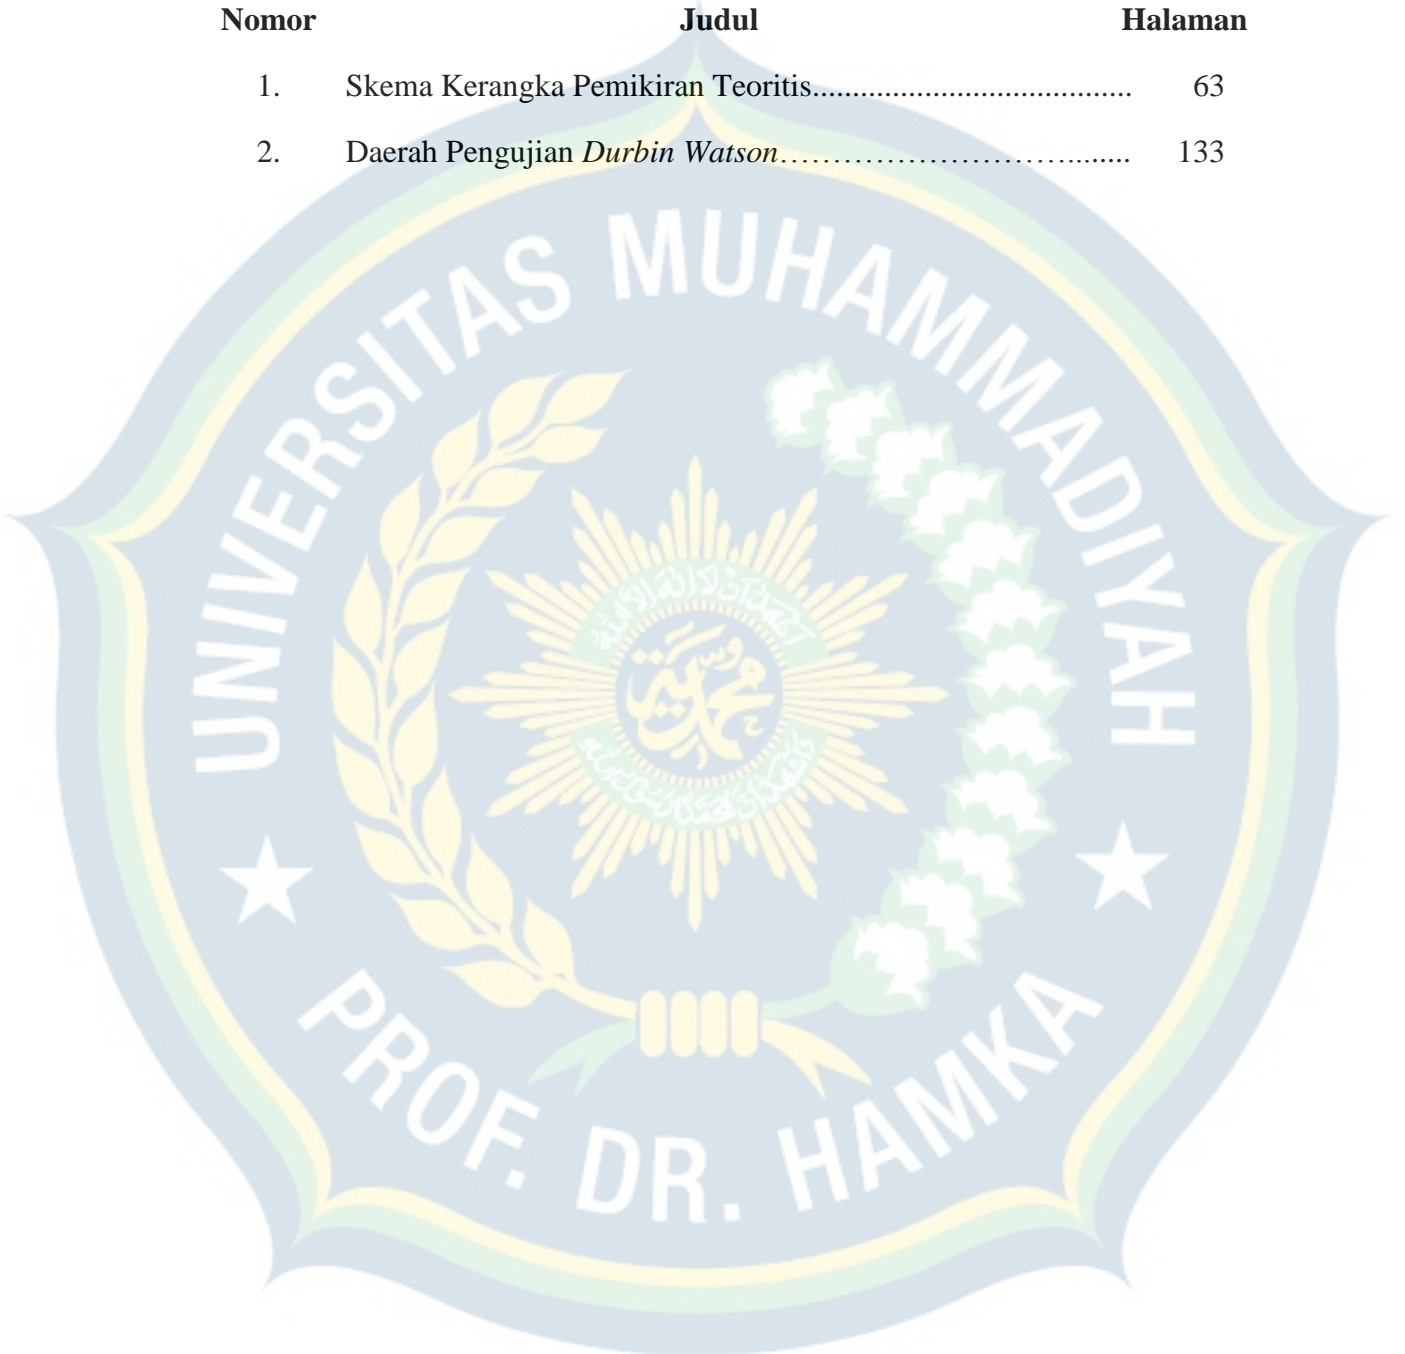 Nomor Judul Halaman
1. Skema Kerangka Pemikiran Teoritis........................................ 63
2. Daerah Pengujian Durbin Watson………………………........ 133
UNIVERSITAS MUHAMMADIYAH
PROF. DR. HAMKA